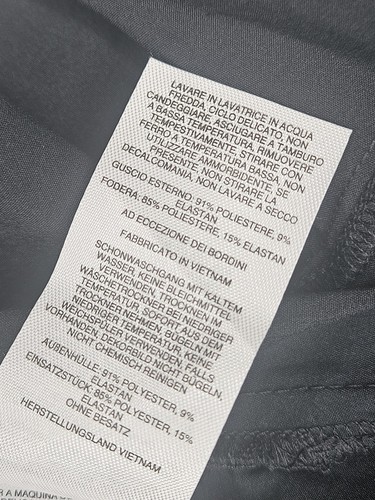 LAVARE IN LAVATRICE IN ACQUA
FREDDA, CICLO DELICATO, NON
CANDEGGIARE, ASCIUGARE A TAMBURO
A BASSA TEMPERATURA, RIMUOVERE
TEMPESTIVAMENTE, STIRARE CON
FERRO A TEMPERATURA BASSA, NON
UTILIZZARE AMMORBIDENTE, SE
PRESENTE, NON STIRARE LA
DECALCOMANIA, NON LAVARE A SECCO
GUSCIO ESTERNO: 91% POLIESTERE, 9%
ELASTAN
FODERA: 85% POLIESTERE, 15% ELASTAN
AD ECCEZIONE DEI BORDINI
FABBRICATO IN VIETNAM
SCHONWASCHGANG MIT KALTEM
WASSER, KEINE BLEICHMITTEL
VERWENDEN, TROCKNEN IM
WÄSCHETROCKNER BEI NIEDRIGER
TEMPERATUR, SOFORT AUS DEM
TROCKNER NEHMEN, BÜGELN MIT
NIEDRIGER TEMPERATUR, KEINE
WEICHSPÜLER VERWENDEN, FALLS
VORHANDEN, DEKORBILD NICHT BÜGELN,
NICHT CHEMISCH REINIGEN
AUßENHÜLLE: 91% POLYESTER, 9%
ELASTAN
EINSATZSTÜCK: 85% POLYESTER, 15%
ELASTAN
OHNE BESATZ
HERSTELLUNGSLAND VIETNAM